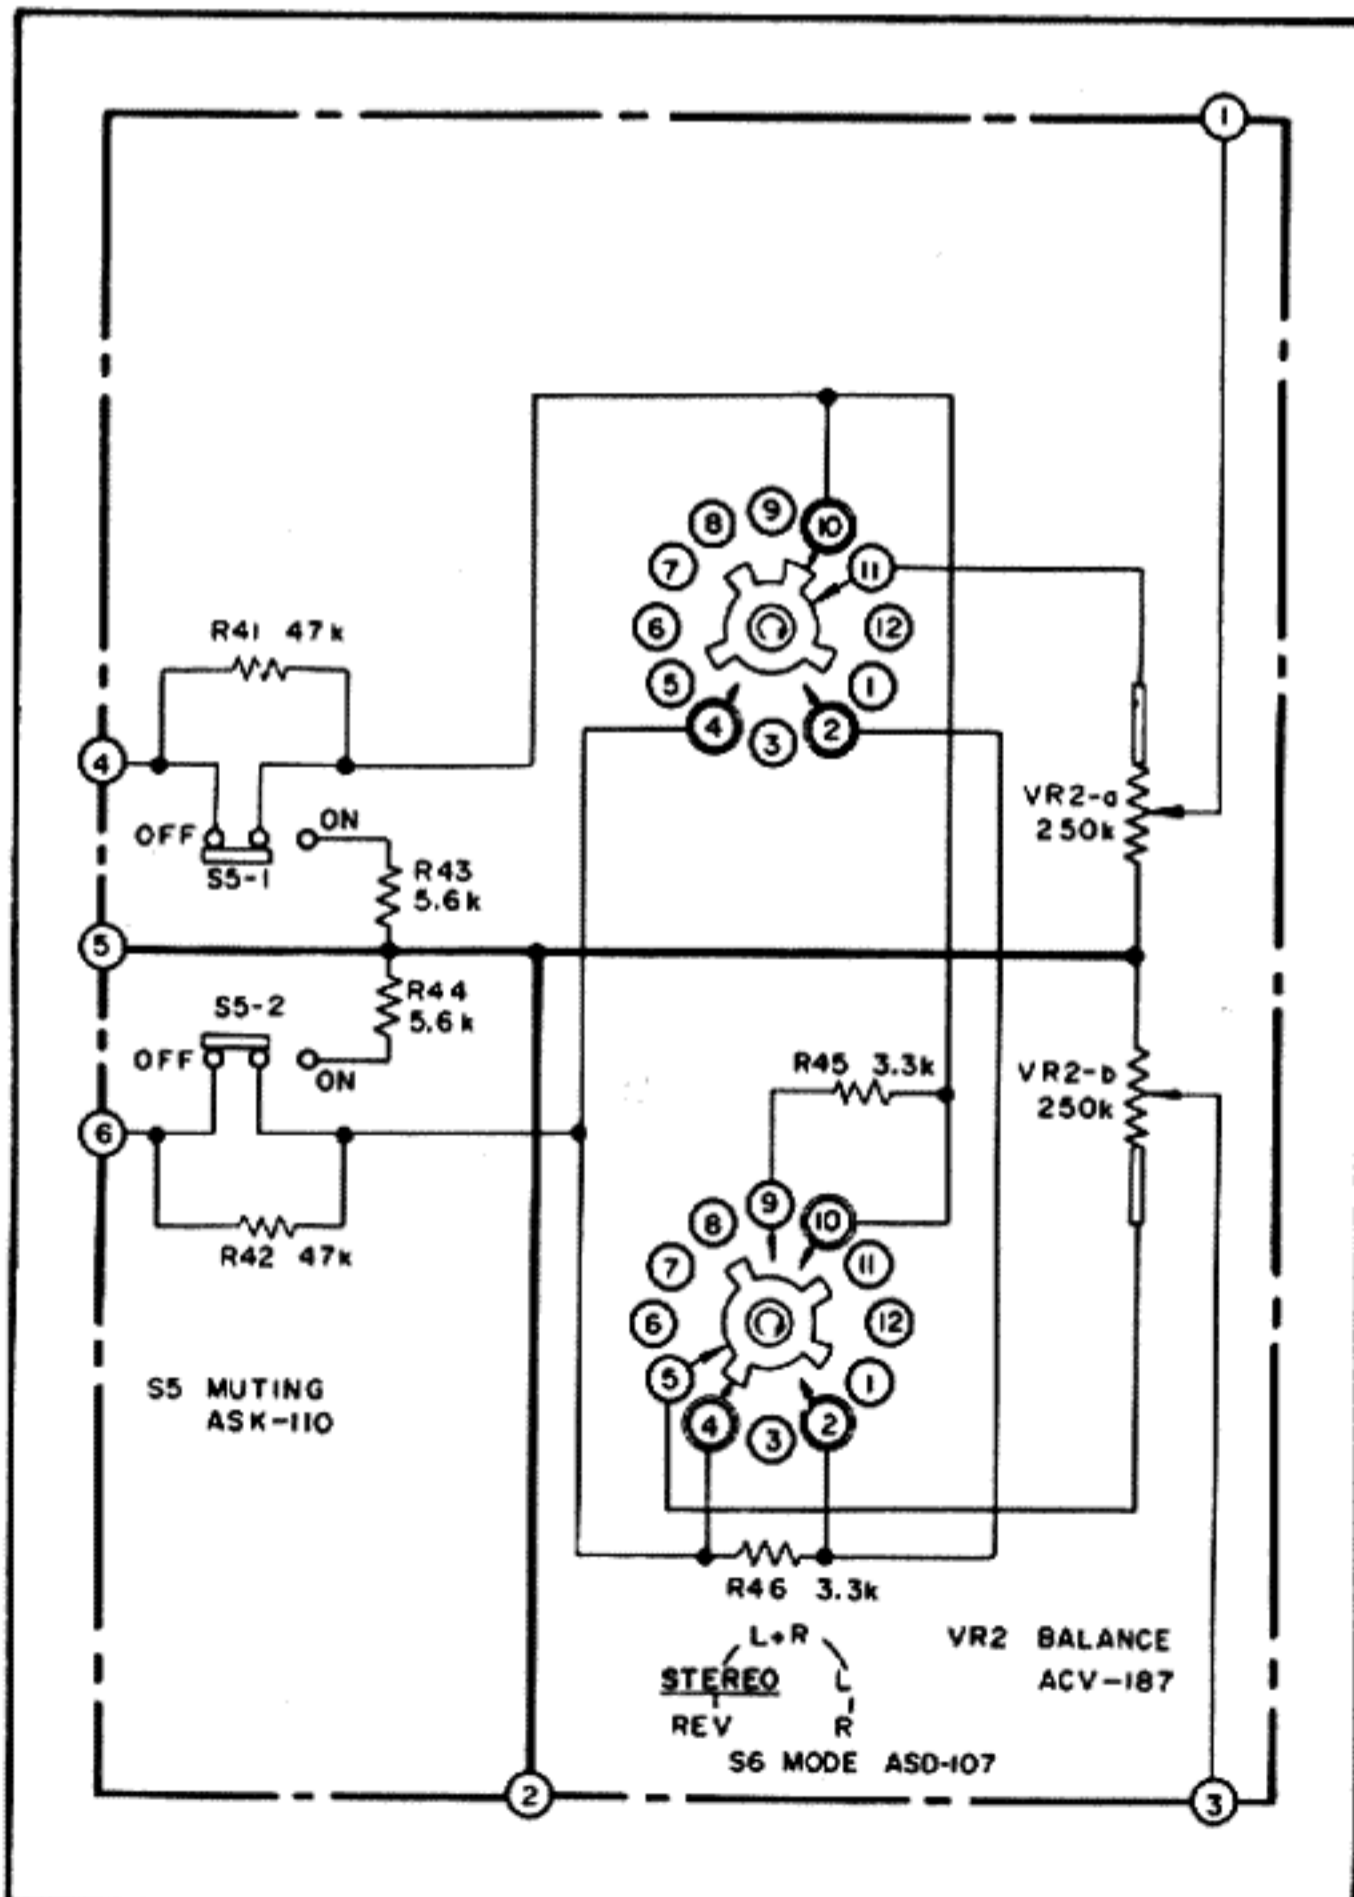 1
9
8
10
7
11
6
12
5
1
4
3
2
R41 47k
4
OFF
ON
S5-1
R43
5.6k
VR2-a
250k
5
S5-2
R44
5.6k
OFF
ON
6
R42 47k
R45 3.3k
VR2-b
250k
9
8
10
7
11
6
12
5
1
4
3
2
S5 MUTING
ASK-110
R46 3.3k
L+R
STEREO L
REV R
S6 MODE ASD-107
VR2 BALANCE
ACV-187
2
3